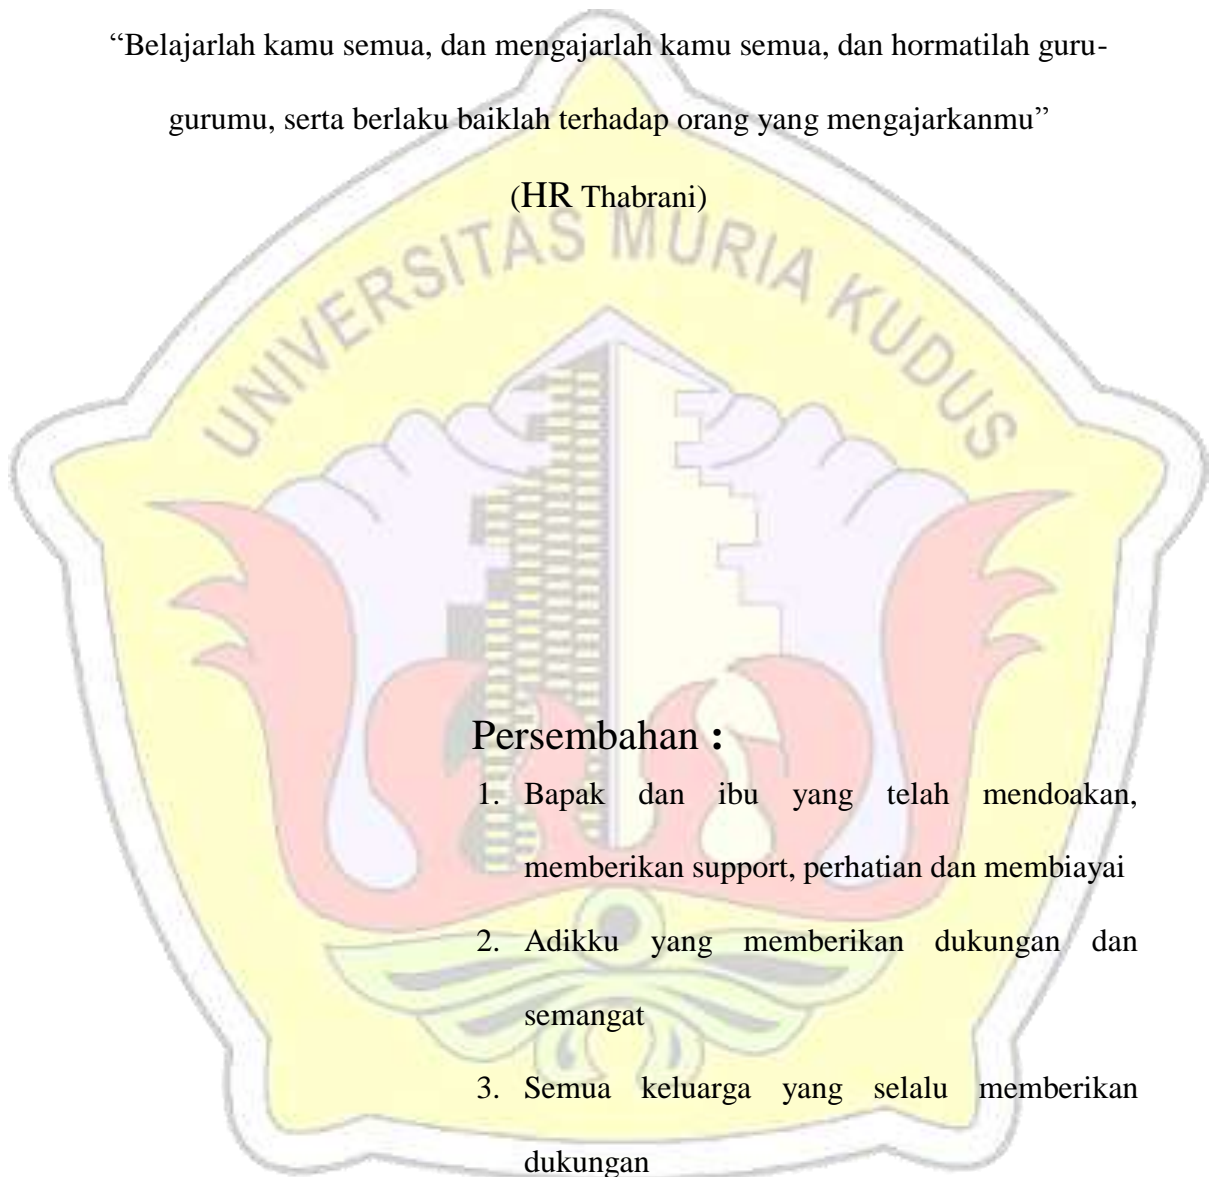 “Belajarlah kamu semua, dan mengajarlah kamu semua, dan hormatilah guru-
gurumu, serta berlaku baiklah terhadap orang yang mengajarkanmu”
(HR Thabrani)
UNIVERSITAS MURIA KUDUS
Persembahan :
1. Bapak dan ibu yang telah mendoakan,
memberikan support, perhatian dan membiayai
2. Adikku yang memberikan dukungan dan
semangat
3. Semua keluarga yang selalu memberikan
dukungan